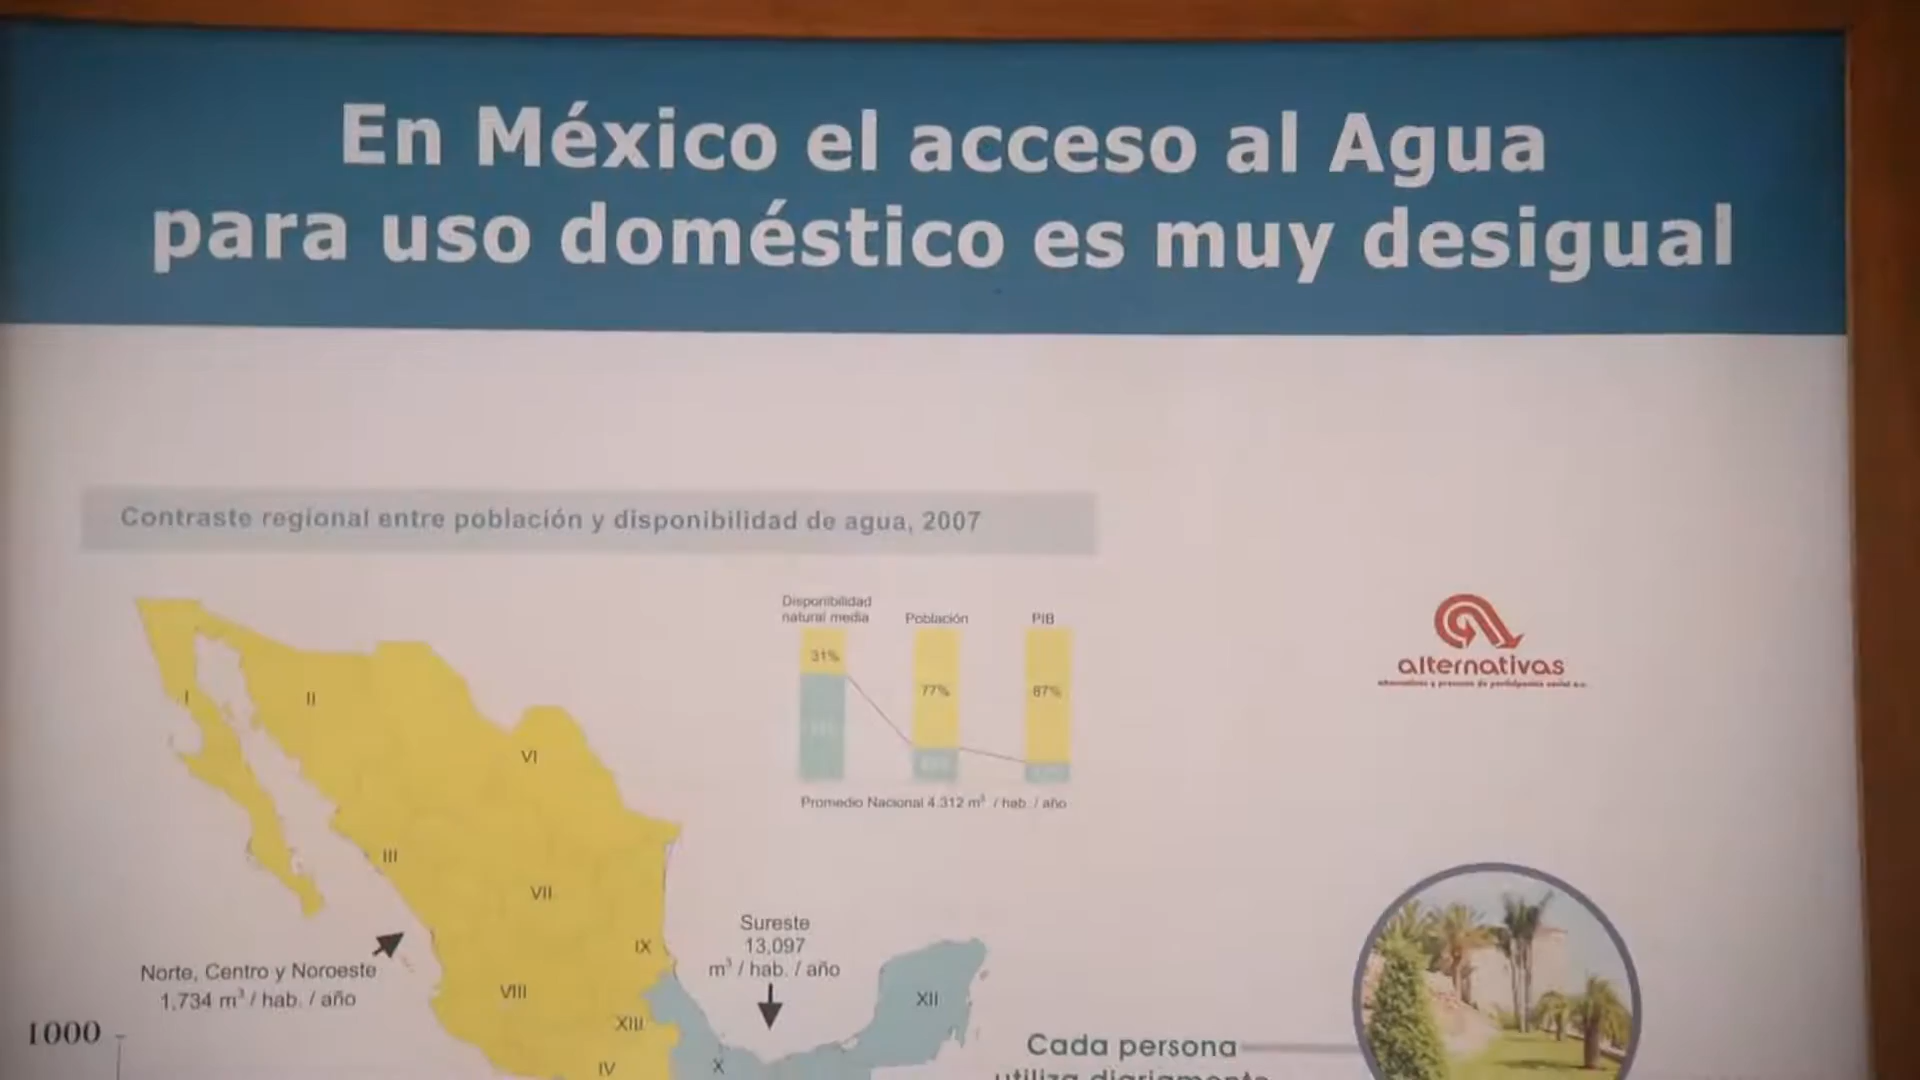 En México el acceso al Agua
para uso doméstico es muy desigual
Contraste regional entre población y disponibilidad de agua, 2007
Disponibilidad
natural media
Población
PIB
31%
77%
87%
Promedio Nacional 4.312 m³ / hab. / año
alternativas
I
II
VI
III
VII
IX
VIII
XIII
IV
X
XII
Norte, Centro y Noroeste
1,734 m³ / hab. / año
Sureste
13,097
m³ / hab. / año
1000
Cada persona
utiliza diariamente